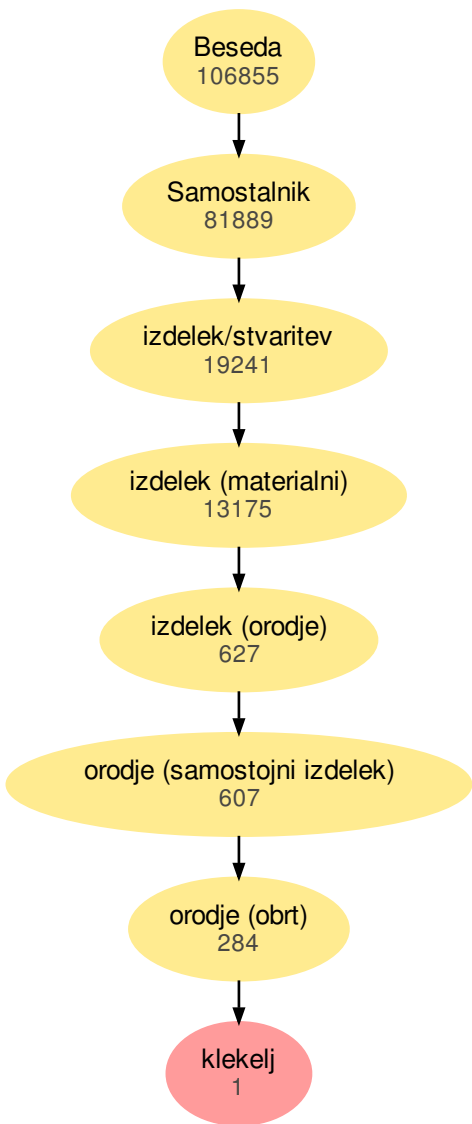 Beseda
106855
Samostalnik
81889
izdelek/stvaritev
19241
izdelek (materialni)
13175
izdelek (orodje)
627
orodje (samostojni izdelek)
607
orodje (obrt)
284
klekelj
1